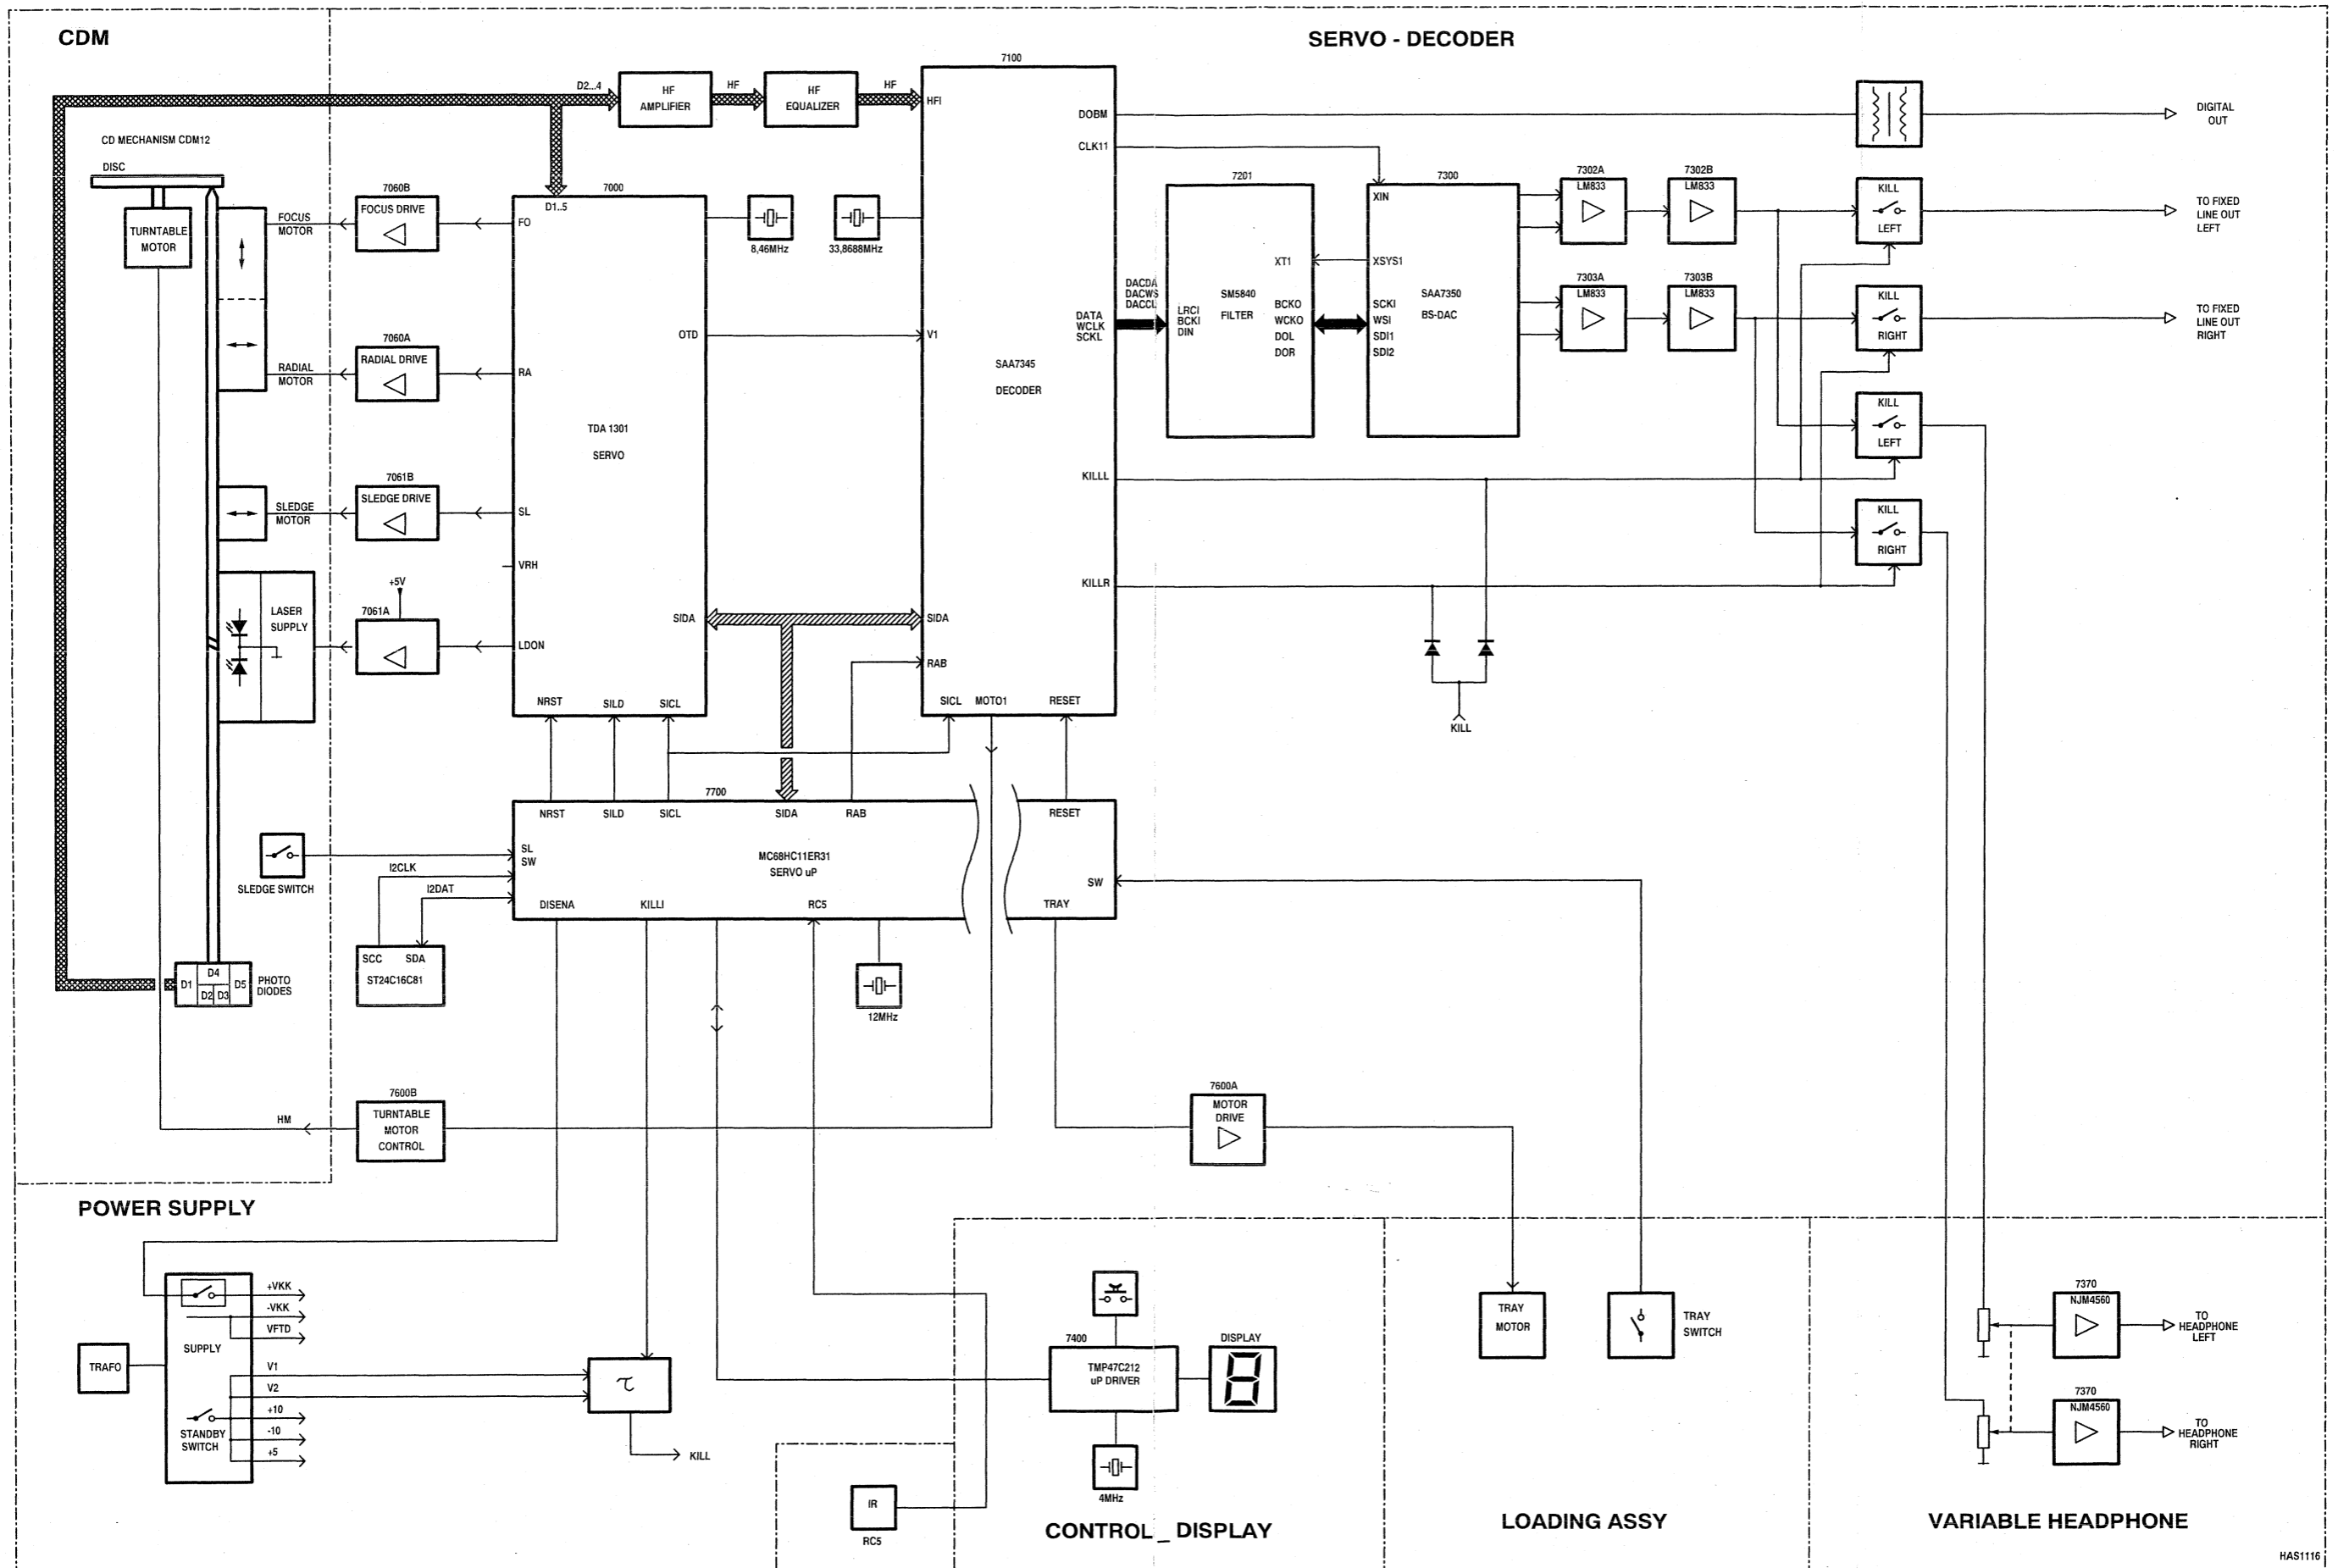 CDM
SERVO - DECODER
7100
D2...4
HF
AMPLIFIER
HF
HF
EQUALIZER
HF
HFI
DOBM
CLK11
DIGITAL
OUT
CD MECHANISM CDM12
DISC
TURNTABLE
MOTOR
FOCUS
MOTOR
7060B
FOCUS DRIVE
7000
D1..5
FO
8,46MHz
33,8688MHz
7201
7300
XIN
7302A
LM833
7302B
LM833
KILL
LEFT
TO FIXED
LINE OUT
LEFT
XT1
XSYS1
DACDA
DACWS
DACCL
DATA
WCLK
SCKL
LRCI
BCKI
DIN
SM5840
FILTER
BCKO
WCKO
DOL
DOR
SCKI
WSI
SDI1
SDI2
SAA7350
BS-DAC
7303A
LM833
7303B
LM833
KILL
RIGHT
TO FIXED
LINE OUT
RIGHT
OTD
V1
RADIAL
MOTOR
7060A
RADIAL DRIVE
RA
SAA7345
DECODER
TDA 1301
SERVO
KILL
LEFT
KILLL
SLEDGE
MOTOR
7061B
SLEDGE DRIVE
SL
KILL
RIGHT
VRH
KILLR
+5V
LASER
SUPPLY
7061A
LDON
SIDA
SIDA
RAB
NRST
SILD
SICL
SICL
MOTO1
RESET
KILL
7700
NRST
SILD
SICL
SIDA
RAB
RESET
SL
SW
MC68HC11ER31
SERVO uP
SW
SLEDGE SWITCH
I2CLK
I2DAT
DISENA
KILLI
RC5
TRAY
SCC
SDA
ST24C16C81
D1
D4
D2
D3
D5
PHOTO
DIODES
12MHz
HM
7600B
TURNTABLE
MOTOR
CONTROL
7600A
MOTOR
DRIVE
POWER SUPPLY
+VKK
-VKK
VFTD
SUPPLY
TRAFO
V1
V2
+10
-10
+5
STANDBY
SWITCH
τ
KILL
IR
RC5
7400
TMP47C212
uP DRIVER
DISPLAY
8
4MHz
CONTROL _ DISPLAY
TRAY
MOTOR
TRAY
SWITCH
LOADING ASSY
7370
NJM4560
TO
HEADPHONE
LEFT
7370
NJM4560
TO
HEADPHONE
RIGHT
VARIABLE HEADPHONE
HAS1116